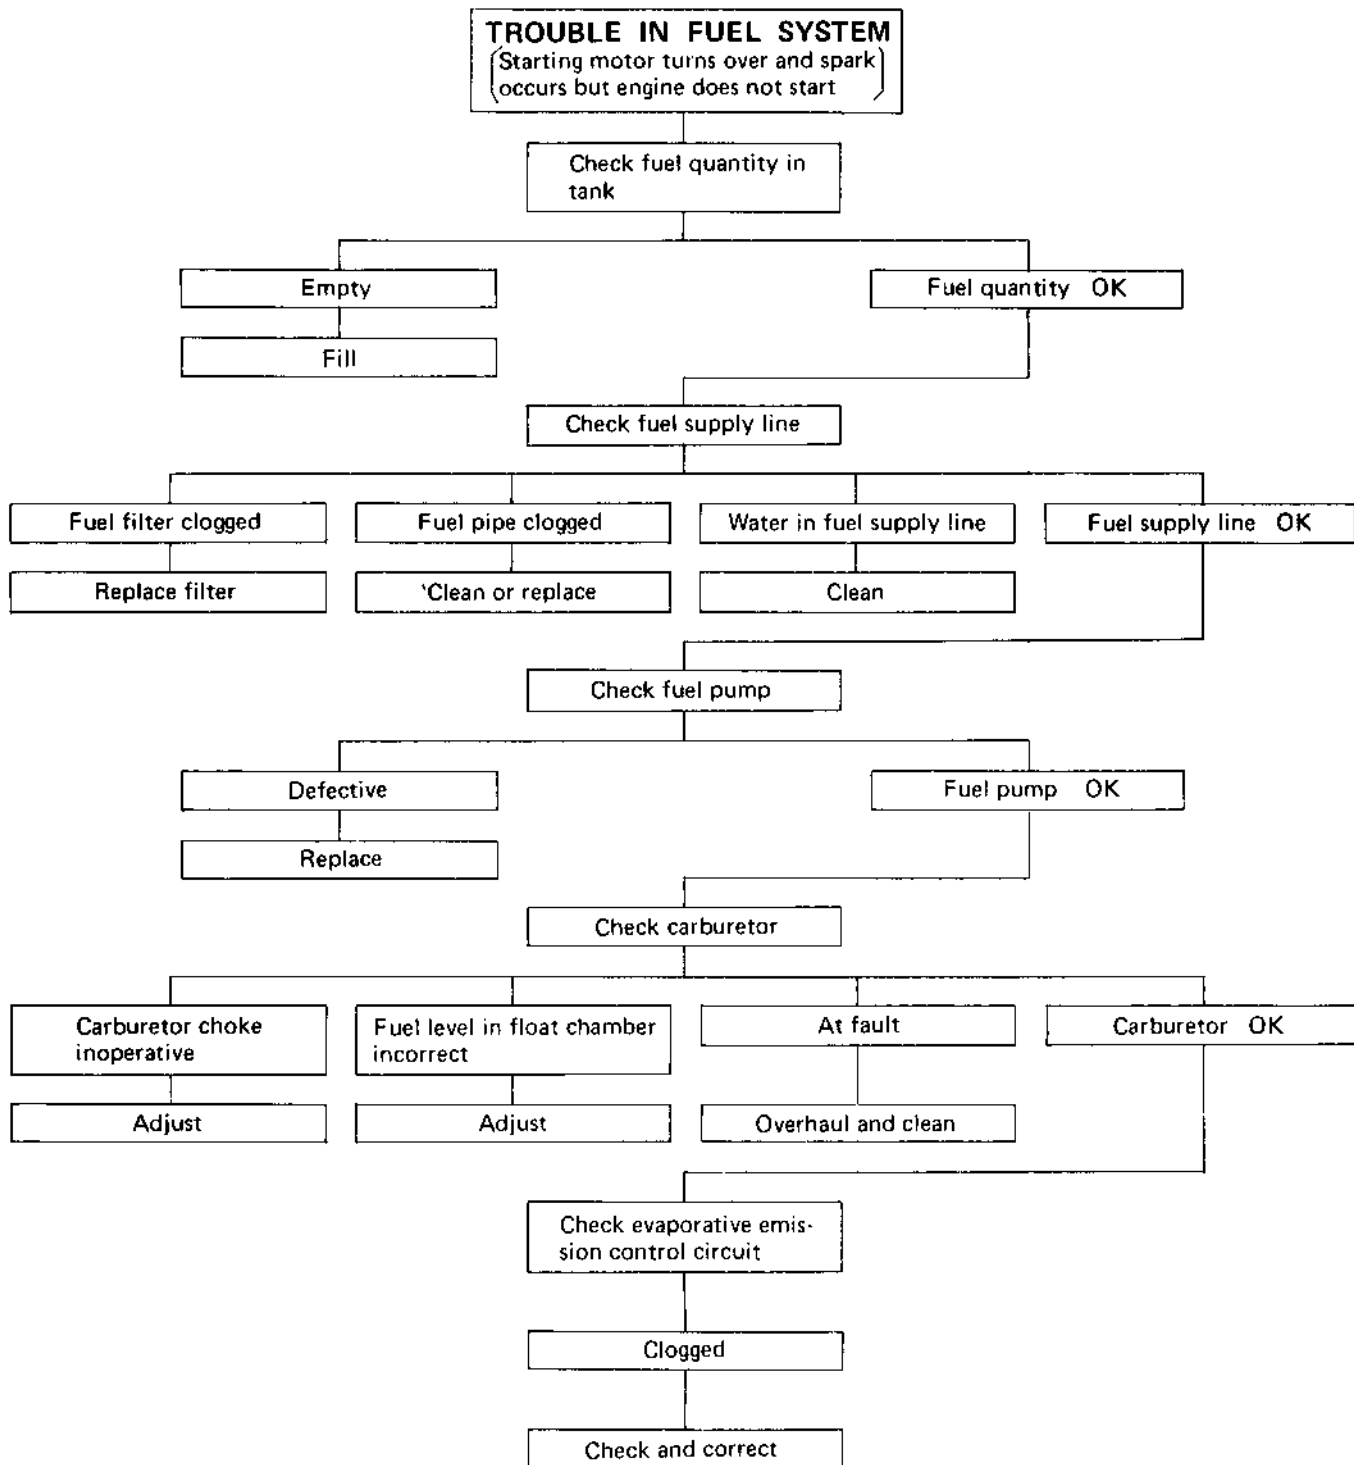 TROUBLE IN FUEL SYSTEM
(Starting motor turns over and spark
occurs but engine does not start)
Check fuel quantity in
tank
Empty
Fuel quantity OK
Fill
Check fuel supply line
Fuel filter clogged
Fuel pipe clogged
Water in fuel supply line
Fuel supply line OK
Replace filter
Clean or replace
Clean
Check fuel pump
Defective
Fuel pump OK
Replace
Check carburetor
Carburetor choke
inoperative
Fuel level in float chamber
incorrect
At fault
Carburetor OK
Adjust
Adjust
Overhaul and clean
Check evaporative emis-
sion control circuit
Clogged
Check and correct